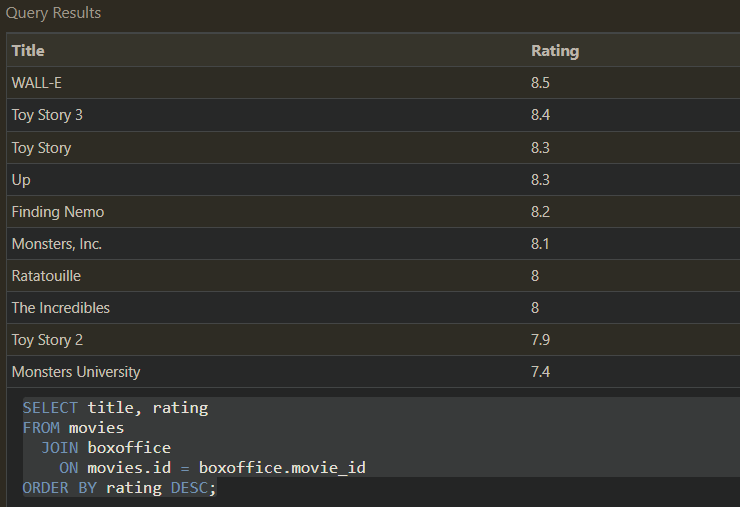 Query Results
Title Rating
WALL-E 8.5
Toy Story 3 8.4
Toy Story 8.3
Up 8.3
Finding Nemo 8.2
Monsters, Inc. 8.1
Ratatouille 8
The Incredibles 8
Toy Story 2 7.9
Monsters University 7.4
SELECT title, rating
FROM movies
  JOIN boxoffice
    ON movies.id = boxoffice.movie_id
ORDER BY rating DESC;